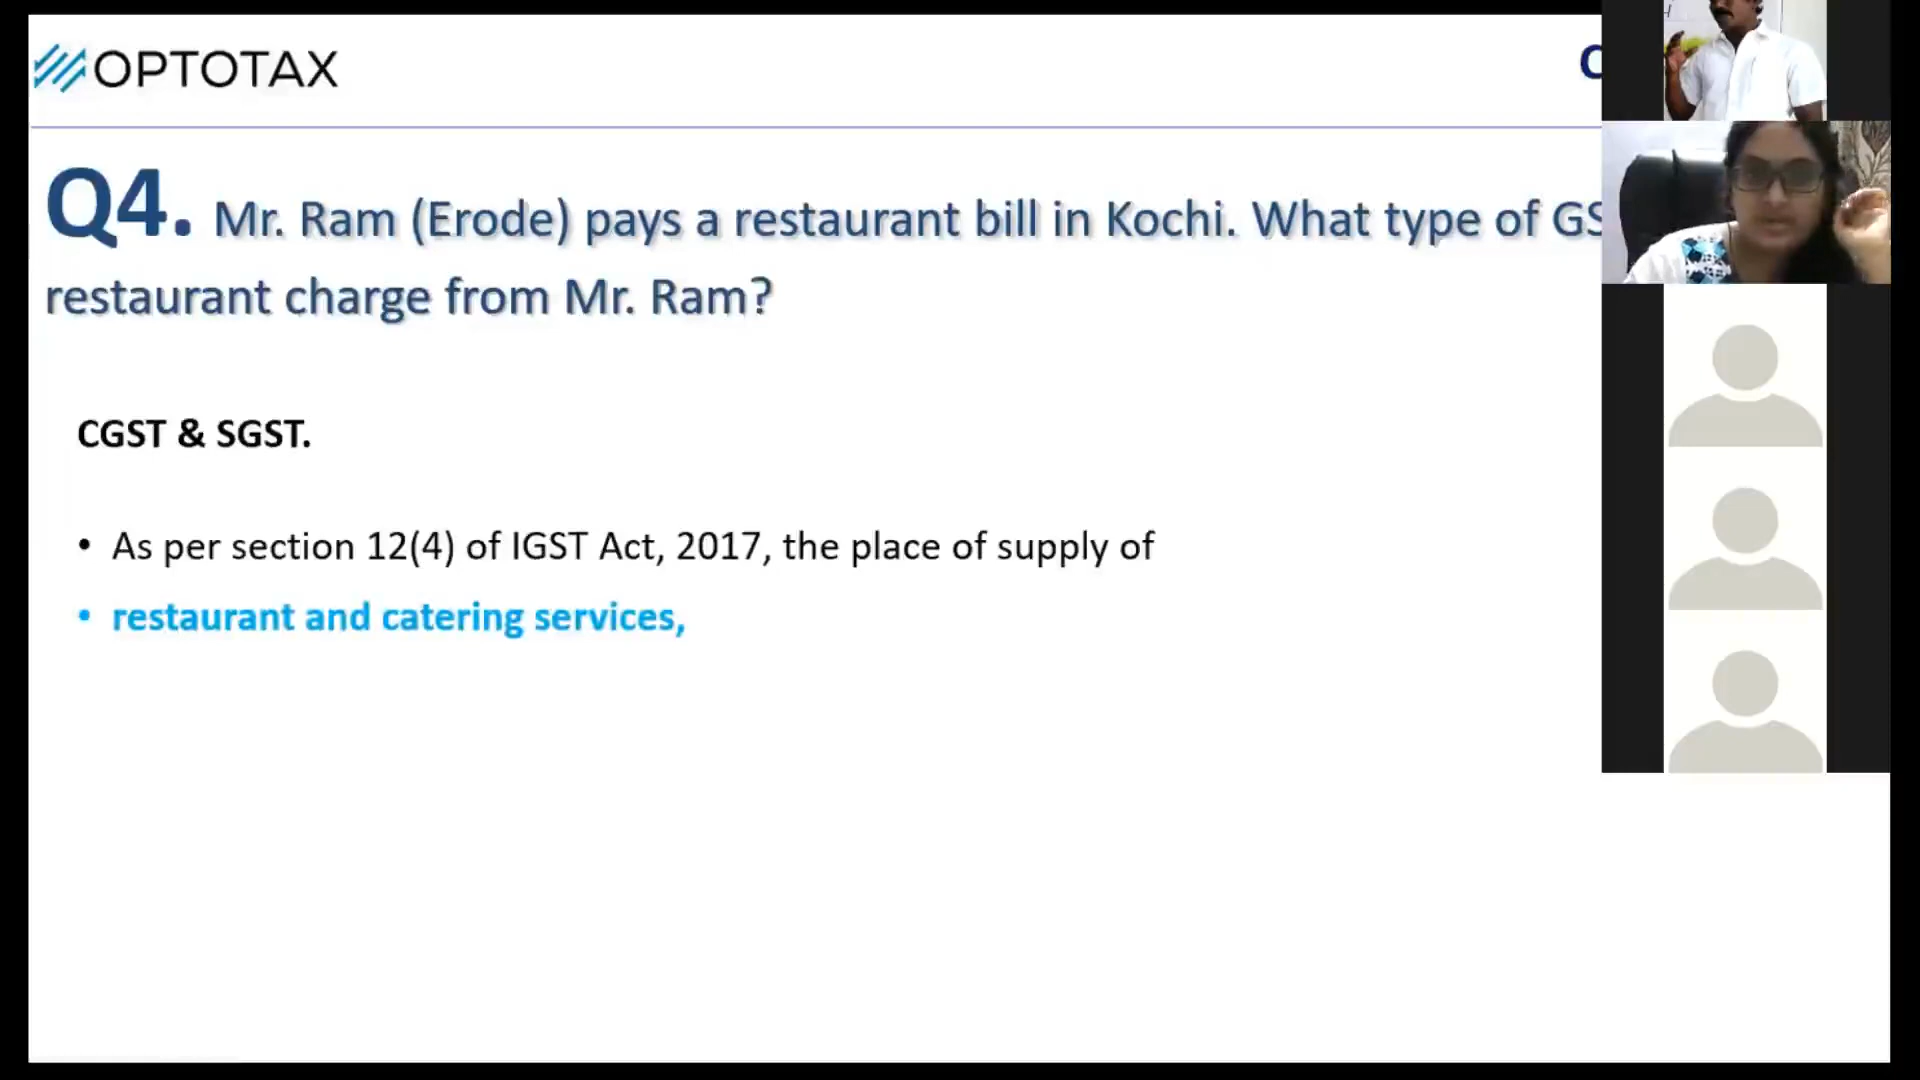 OPTOTAX
Q4. Mr. Ram (Erode) pays a restaurant bill in Kochi. What type of GS
restaurant charge from Mr. Ram?
CGST & SGST.
• As per section 12(4) of IGST Act, 2017, the place of supply of
• restaurant and catering services,